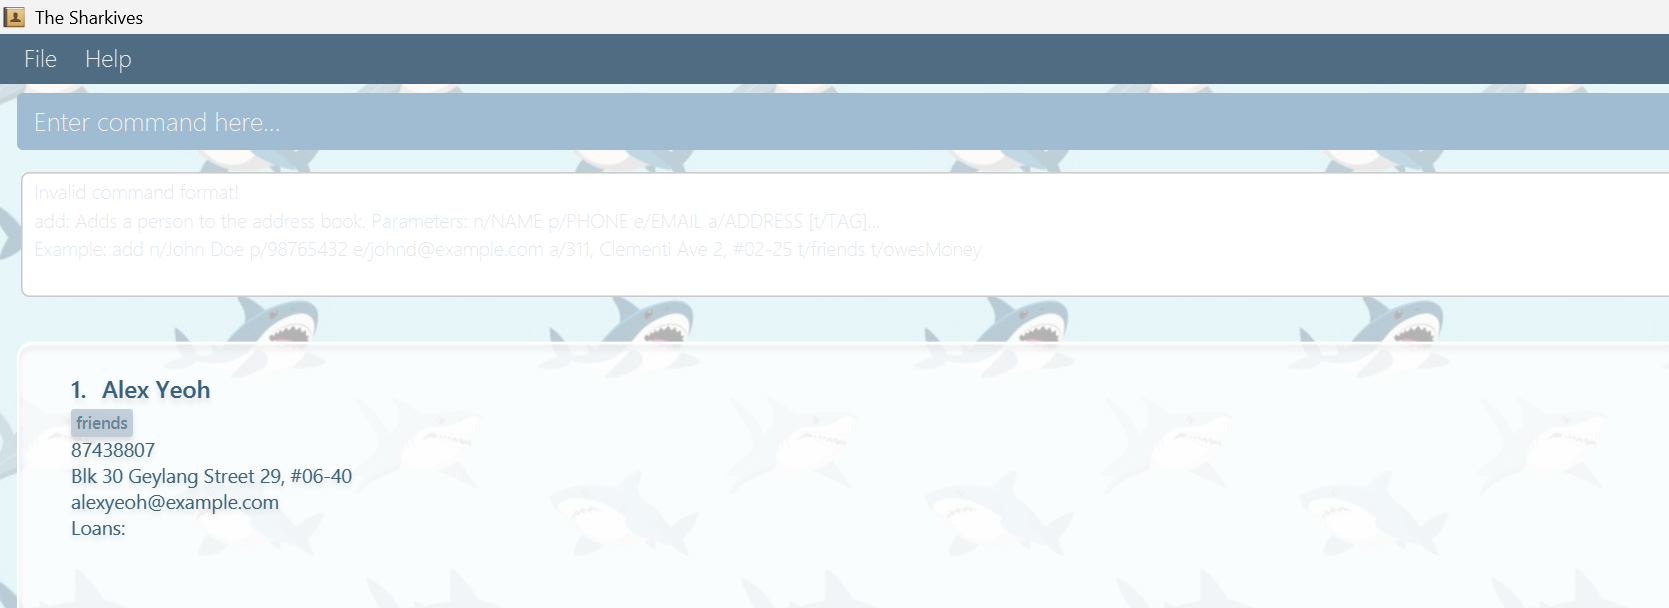 The Sharkives
File Help
Enter command here...
Invalid command format!
add: Adds a person to the address book. Parameters: n/NAME p/PHONE e/EMAIL a/ADDRESS [t/TAG]...
Example: add n/John Doe p/98765432 e/johnd@example.com a/311, Clementi Ave 2, #02-25 t/friends t/owesMoney
1. Alex Yeoh
friends
87438807
Blk 30 Geylang Street 29, #06-40
alexyeoh@example.com
Loans: